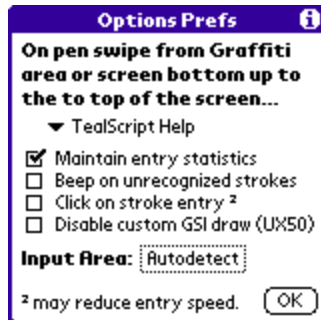 Options Prefs i
On pen swipe from Graffiti
area or screen bottom up to
the to top of the screen...
TealScript Help
Maintain entry statistics
Beep on unrecognized strokes
Click on stroke entry ²
Disable custom GSI draw (UX50)
Input Area: Autodetect
² may reduce entry speed. OK